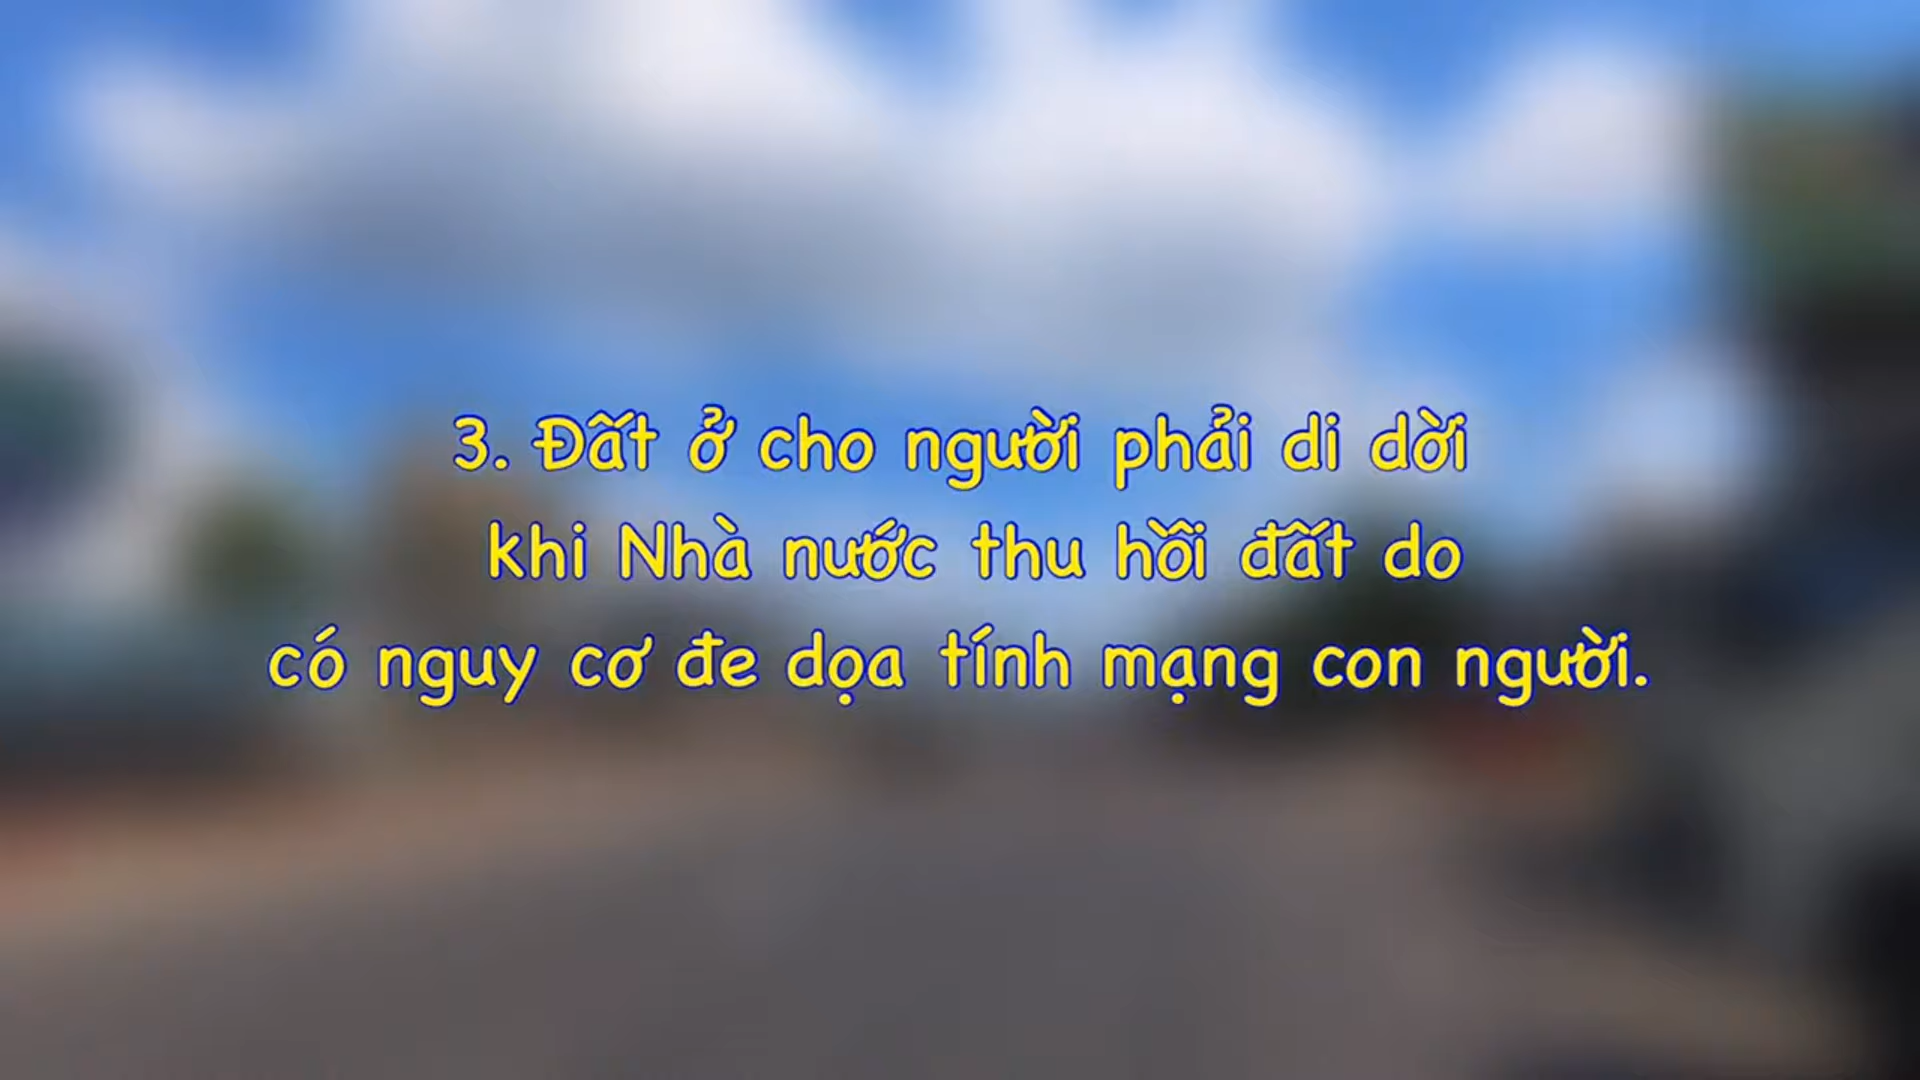 3. Đất ở cho người phải di dời
khi Nhà nước thu hồi đất do
có nguy cơ đe dọa tính mạng con người.